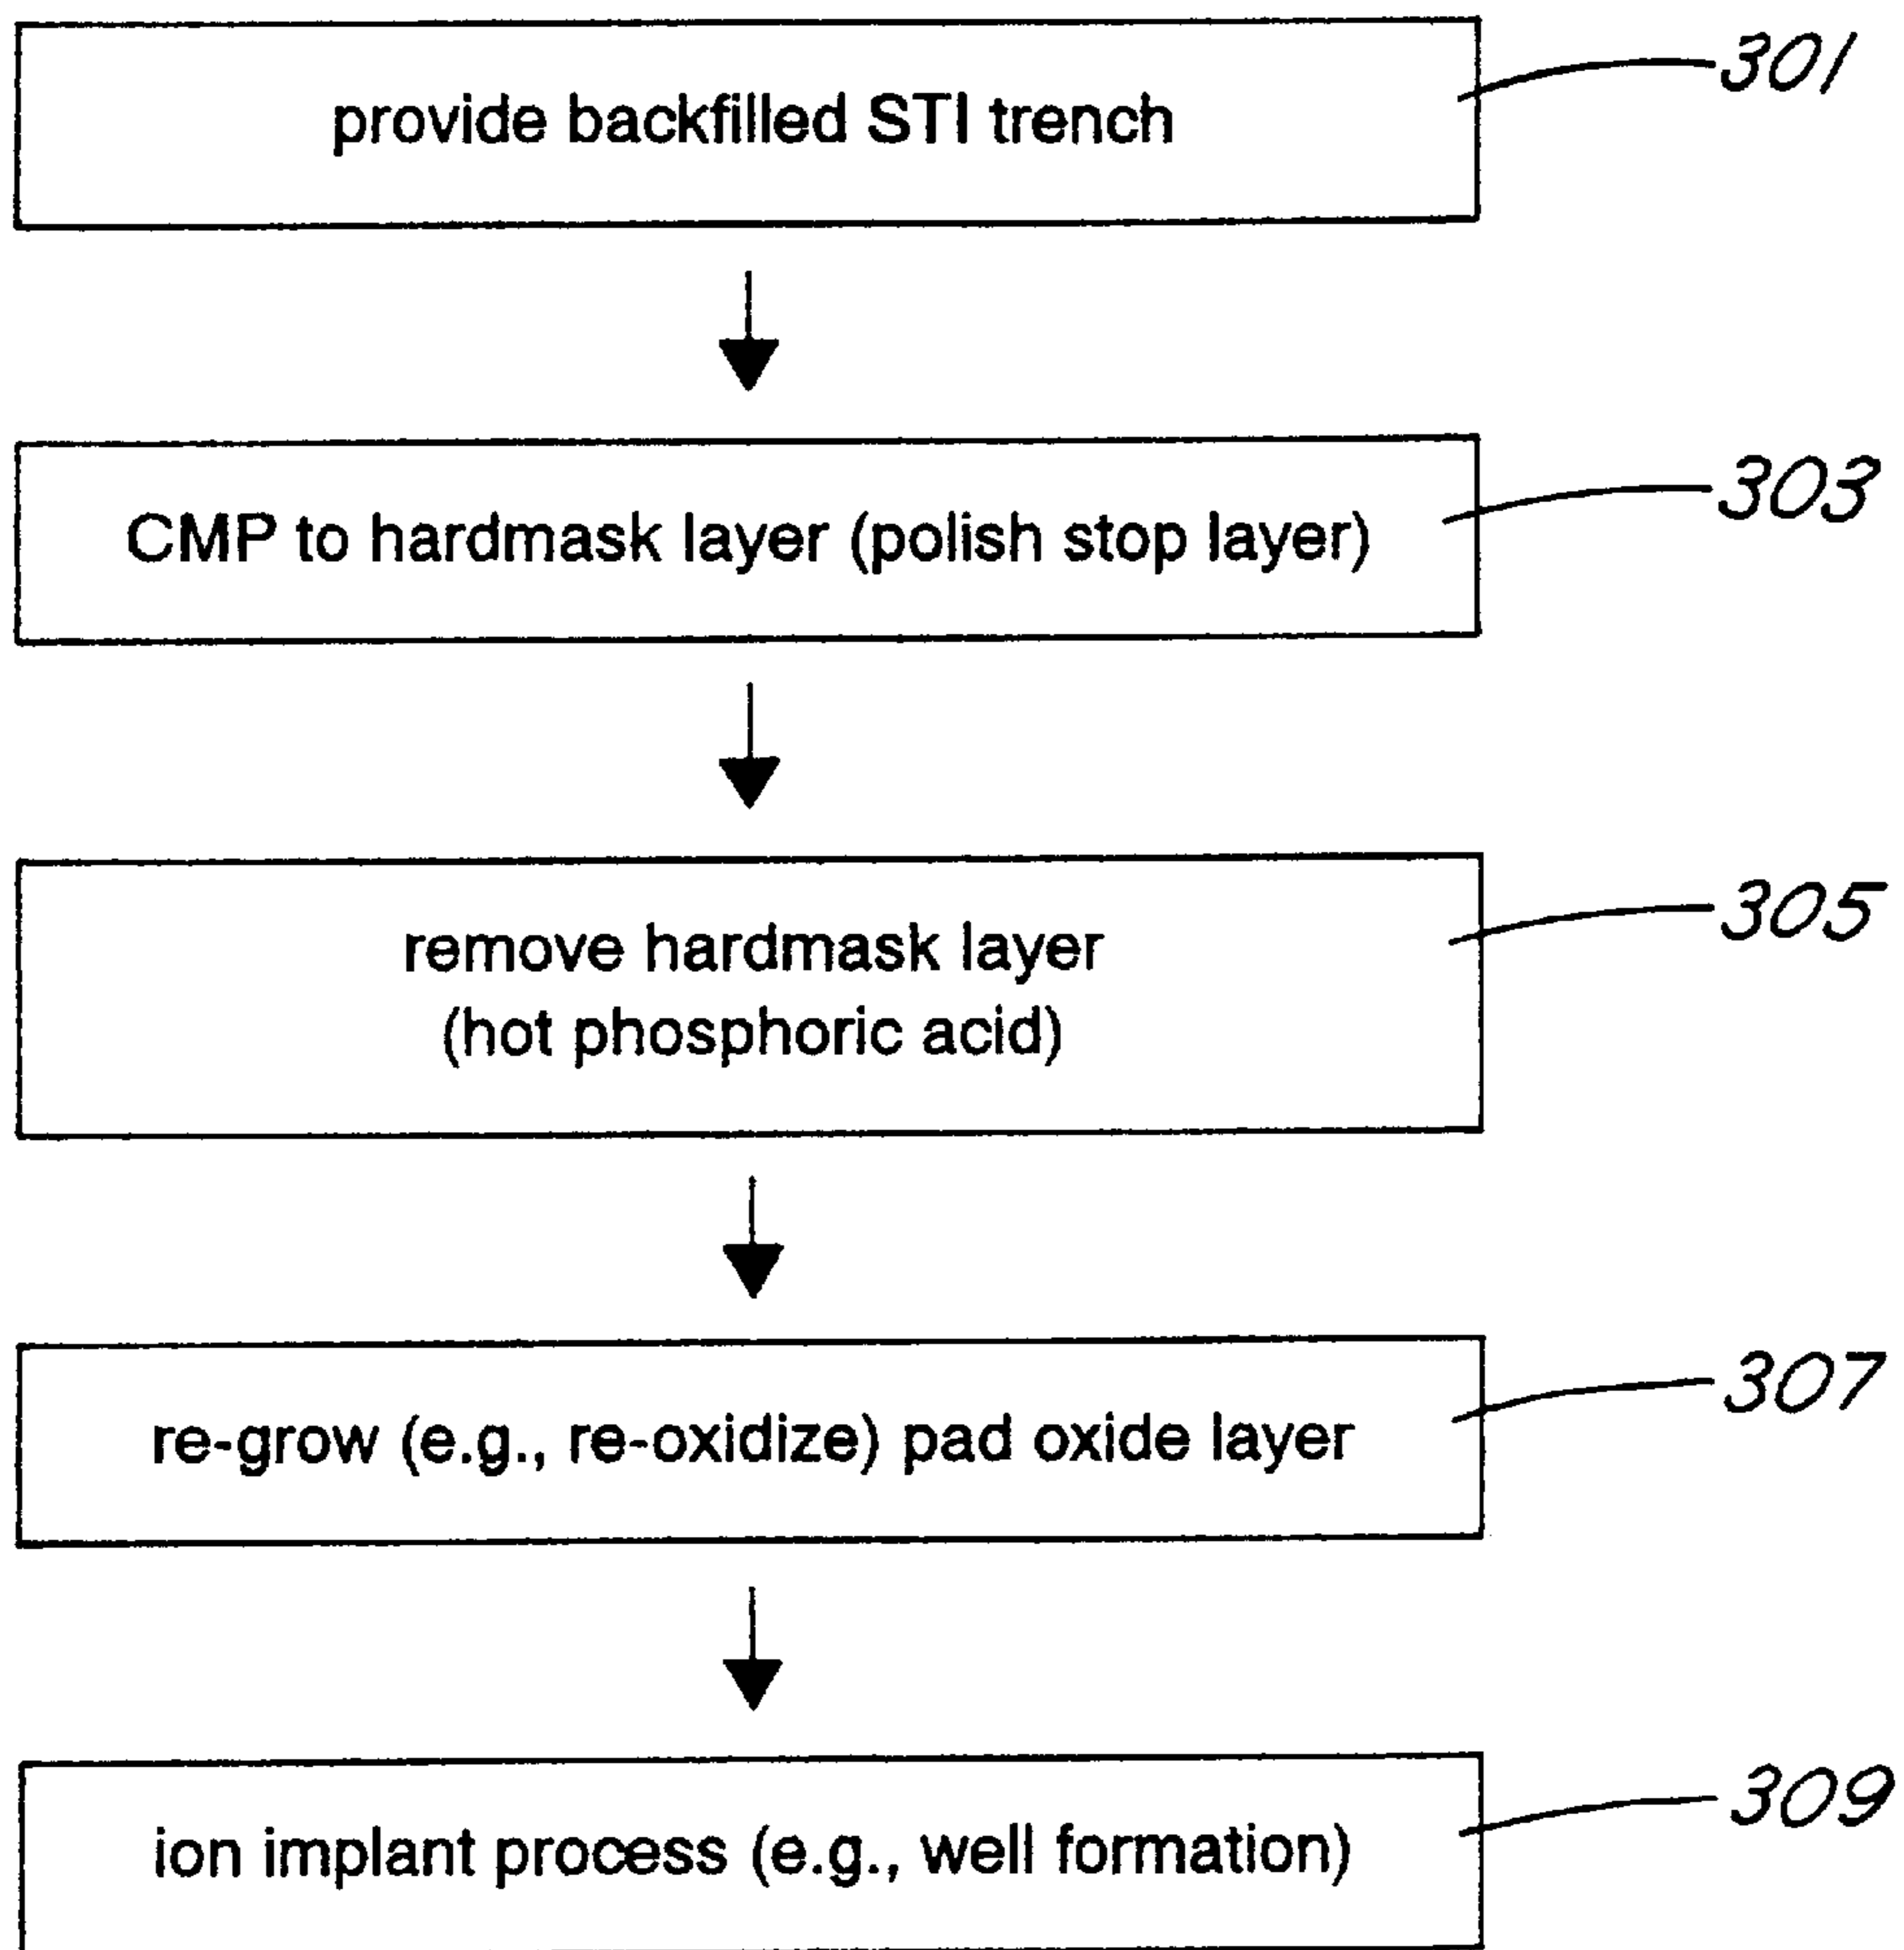 provide backfilled STI trench
301
CMP to hardmask layer (polish stop layer)
303
remove hardmask layer
(hot phosphoric acid)
305
re-grow (e.g., re-oxidize) pad oxide layer
307
ion implant process (e.g., well formation)
309